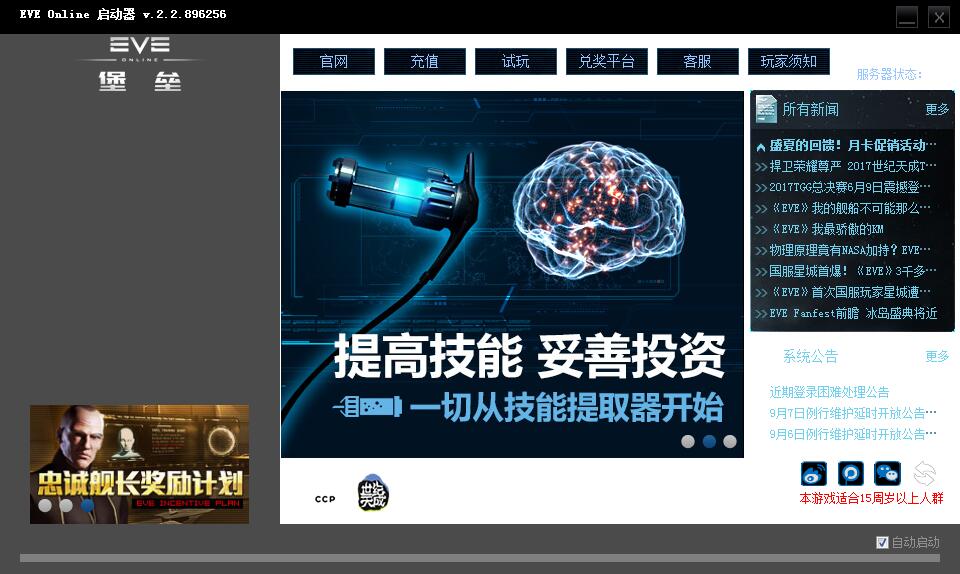 EVE Online 启动器 v.2.2.896256
EVE
ONLINE
堡 垒
官网
充值
试玩
兑奖平台
客服
玩家须知
服务器状态:
所有新闻
更多
盛夏的回馈！月卡促销活动…
捍卫荣耀尊严 2017世纪天成T…
2017TGG总决赛6月9日震撼登…
《EVE》我的舰船不可能那么…
《EVE》我最骄傲的KM
物理原理竟有NASA加持？EVE…
国服星城首爆！《EVE》3千多…
《EVE》首次国服玩家星城遭…
EVE Fanfest前瞻 冰岛盛典将近
提高技能 妥善投资
一切从技能提取器开始
系统公告
更多
近期登录困难处理公告
9月7日例行维护延时开放公告…
9月6日例行维护延时开放公告…
忠诚舰长奖励计划
EVE INCENTIVE PLAN
CCP
世纪
天成
本游戏适合15周岁以上人群
自动启动